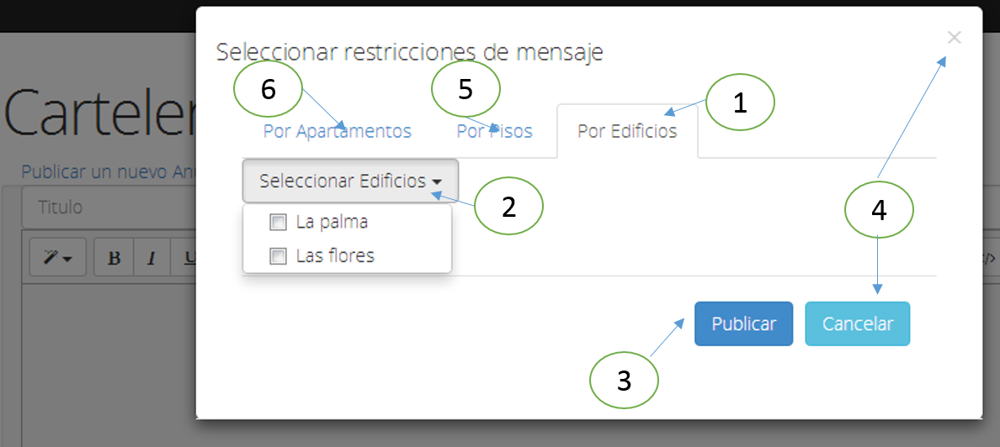 Seleccionar restricciones de mensaje
×
6
5
1
Por Apartamentos
Por Pisos
Por Edificios
Carteler
Publicar un nuevo An
Titulo
Seleccionar Edificios
2
4
La palma
Las flores
B I U
/>
Publicar
Cancelar
3